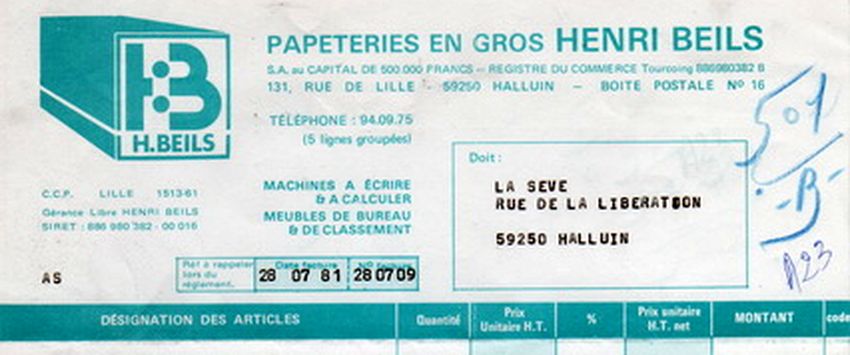 PAPETERIES EN GROS HENRI BEILS
S.A. au CAPITAL DE 500.000 FRANCS — REGISTRE DU COMMERCE Tourcoing 886980382 B
131, RUE DE LILLE - 59250 HALLUIN - BOITE POSTALE Nº 16
HB
H.BEILS
TÉLÉPHONE : 94.09.75
(5 lignes groupées)
C.C.P. LILLE 1513-61
Gérance Libre HENRI BEILS
SIRET : 886 980 382 - 00 016
MACHINES A ÉCRIRE
& A CALCULER
MEUBLES DE BUREAU
& DE CLASSEMENT
Doit :
LA SEVE
RUE DE LA LIBERATION
59250 HALLUIN
501
-B-
A23
AS
Réf à rappeler
lors du
règlement.
Date facture
Nº facture
28 07 81
280709
DÉSIGNATION DES ARTICLES
Quantité
Prix
Unitaire H.T.
%
Prix unitaire
H.T. net
MONTANT
code